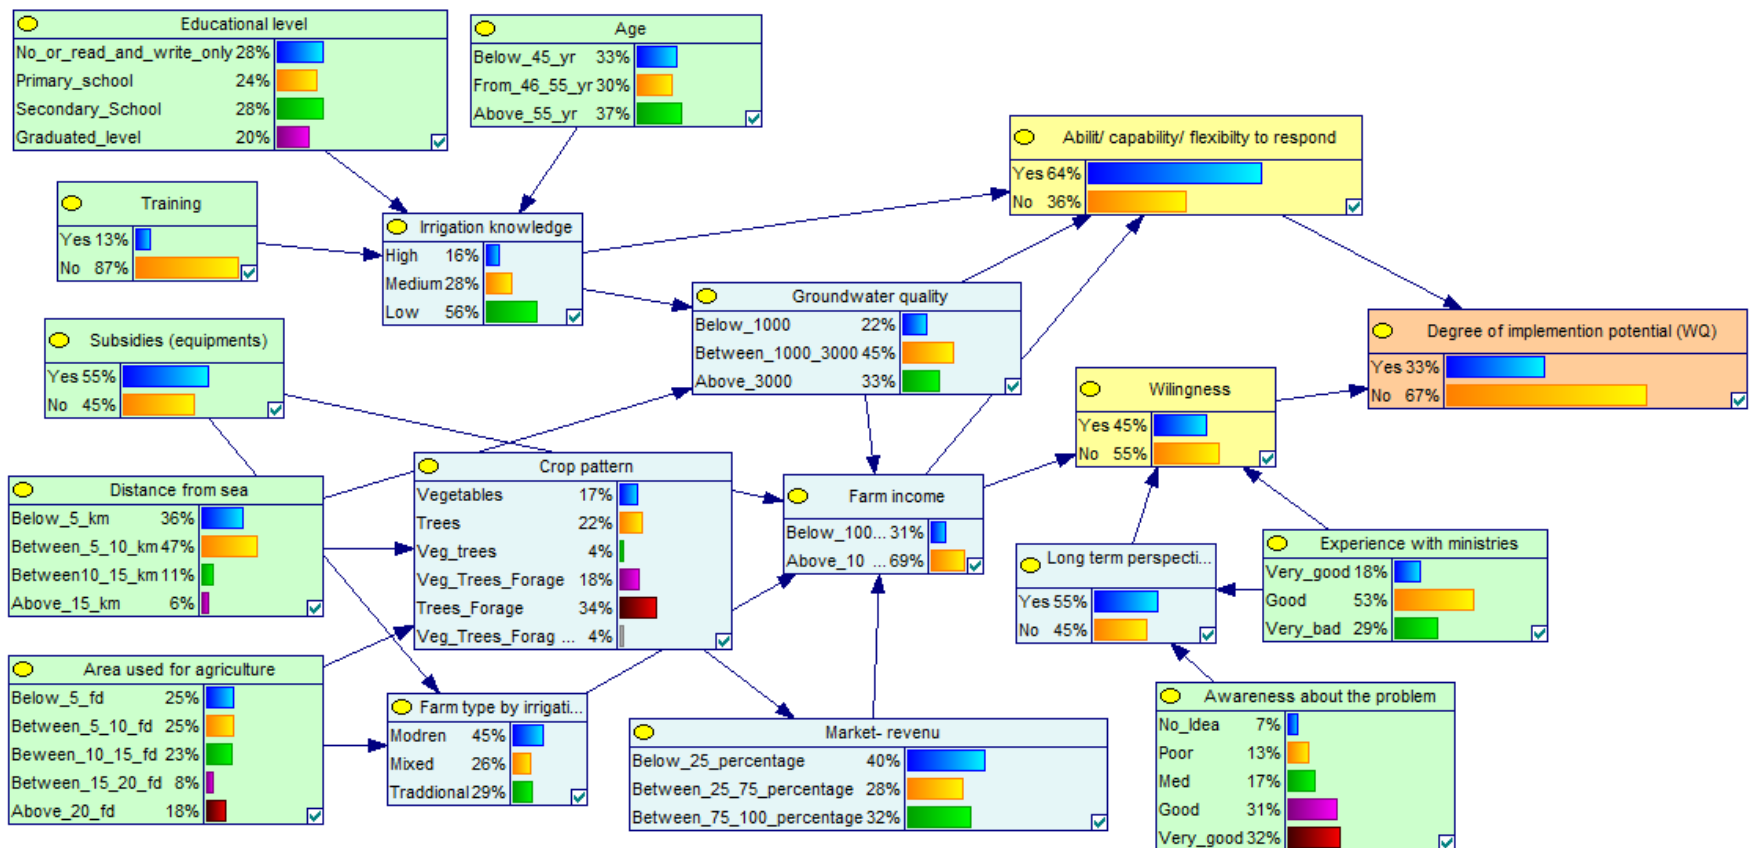 Educational level
No_or_read_and_write_only 28%
Primary_school 24%
Secondary_School 28%
Graduated_level 20%
Age
Below_45_yr 33%
From_46_55_yr 30%
Above_55_yr 37%
Training
Yes 13%
No 87%
Irrigation knowledge
High 16%
Medium 28%
Low 56%
Abilit/ capability/ flexibilty to respond
Yes 64%
No 36%
Groundwater quality
Below_1000 22%
Between_1000_3000 45%
Above_3000 33%
Subsidies (equipments)
Yes 55%
No 45%
Degree of implemention potential (WQ)
Yes 33%
No 67%
Wilingness
Yes 45%
No 55%
Distance from sea
Below_5_km 36%
Between_5_10_km 47%
Between10_15_km 11%
Above_15_km 6%
Crop pattern
Vegetables 17%
Trees 22%
Veg_trees 4%
Veg_Trees_Forage 18%
Trees_Forage 34%
Veg_Trees_Forag ... 4%
Farm income
Below_100... 31%
Above_10 ... 69%
Long term perspecti...
Yes 55%
No 45%
Experience with ministries
Very_good 18%
Good 53%
Very_bad 29%
Area used for agriculture
Below_5_fd 25%
Between_5_10_fd 25%
Beween_10_15_fd 23%
Between_15_20_fd 8%
Above_20_fd 18%
Farm type by irrigati...
Modren 45%
Mixed 26%
Traddional 29%
Market- revenu
Below_25_percentage 40%
Between_25_75_percentage 28%
Between_75_100_percentage 32%
Awareness about the problem
No_Idea 7%
Poor 13%
Med 17%
Good 31%
Very_good 32%